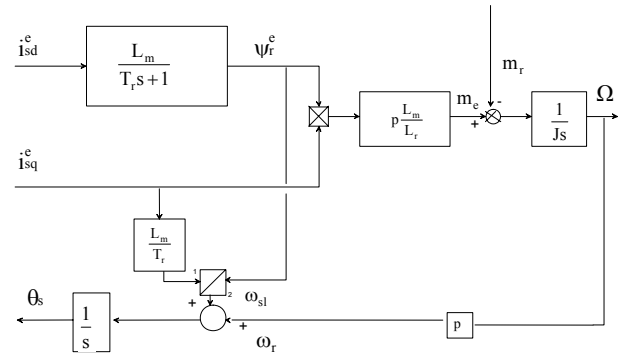 i^e_sd
L_m
T_r s + 1
ψ^e_r
m_r
i^e_sq
p L_m
L_r
m_e
-
+
1
Js
Ω
L_m
T_r
1
2
ω_sl
θ_s
1
s
+
+
ω_r
p